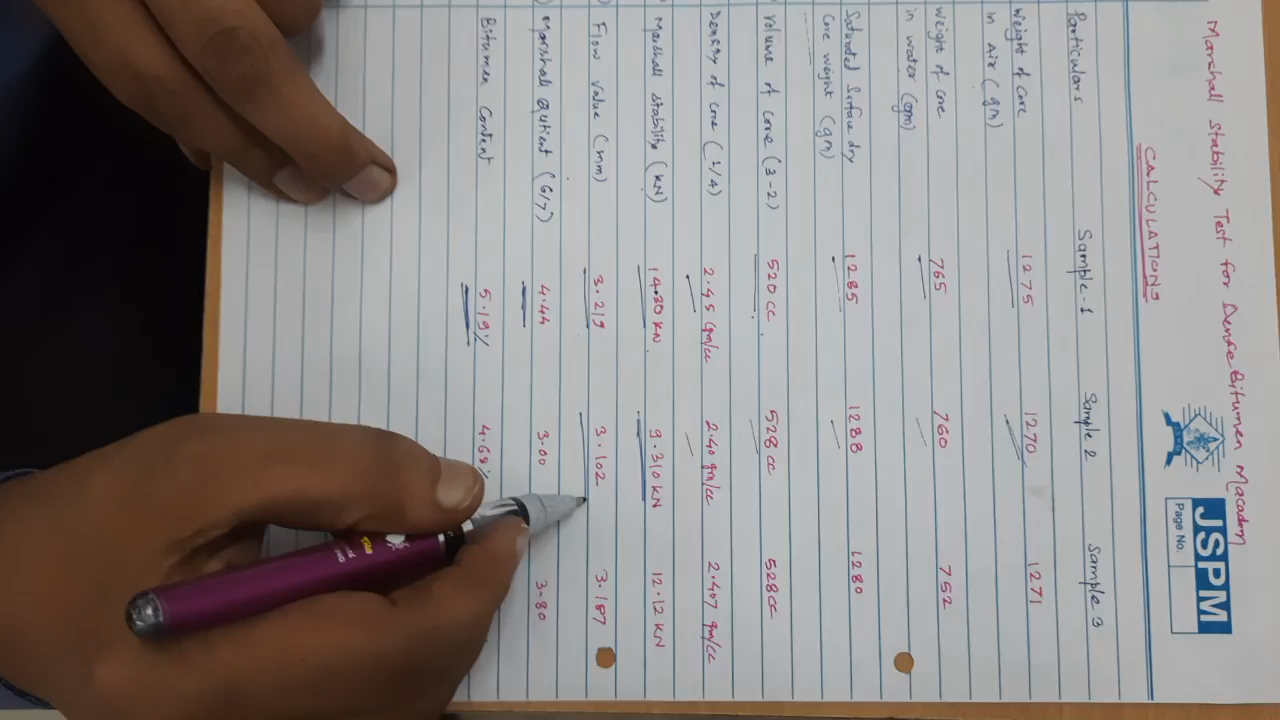 Marshall Stability Test for Dense Bitumen Macadam
JSPM
Page No.
CALCULATIONS
Particulars Sample-1 Sample 2 Sample 3
Weight of Core 1275 1270 1271
In Air (gm)
Weight of Core 765 760 752
in water (gm)
Saturated Surface dry 1285 1288 1280
Core weight (gm)
Volume of Core (3-2) 520 CC 528 CC 528 CC
Density of Core (1/4) 2.45 gm/cc 2.40 gm/cc 2.407 gm/cc
Marshall stability (KN) 14.30 KN 9.310 KN 12.12 KN
Flow value (mm) 3.219 3.102 3.187
Marshall qutient (6/7) 4.44 3.00 3.80
Bitumen Content 5.19% 4.69%